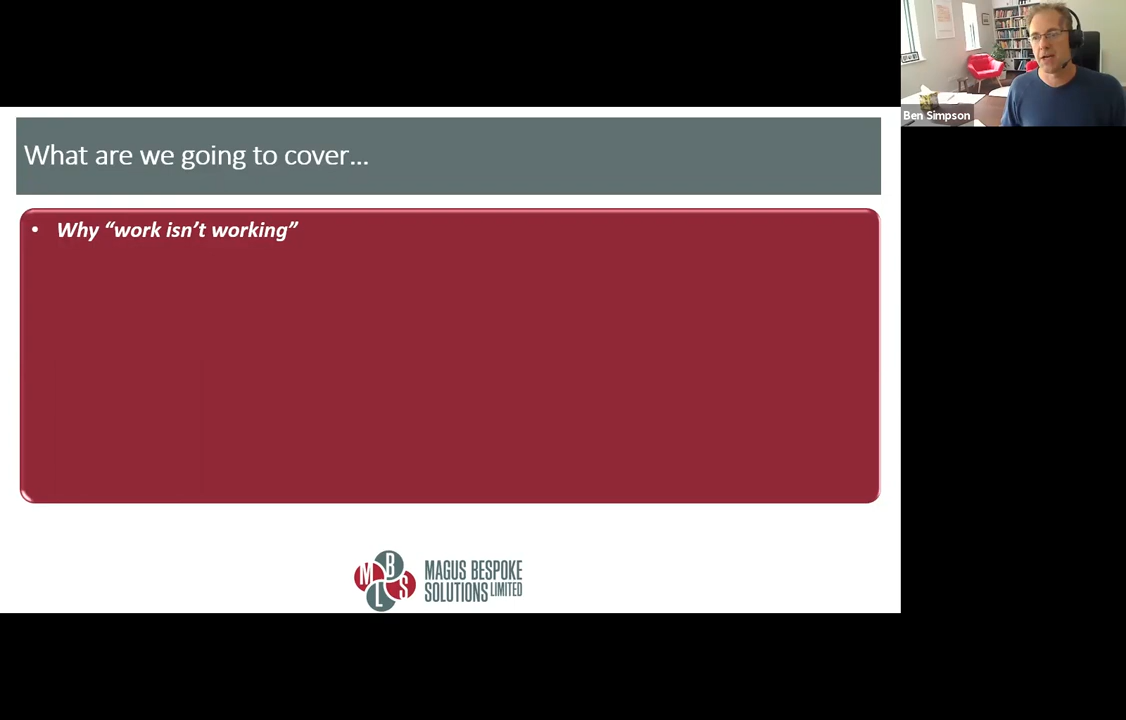 Ben Simpson
What are we going to cover...
• Why “work isn’t working”
M B L S
MAGUS BESPOKE
SOLUTIONS LIMITED